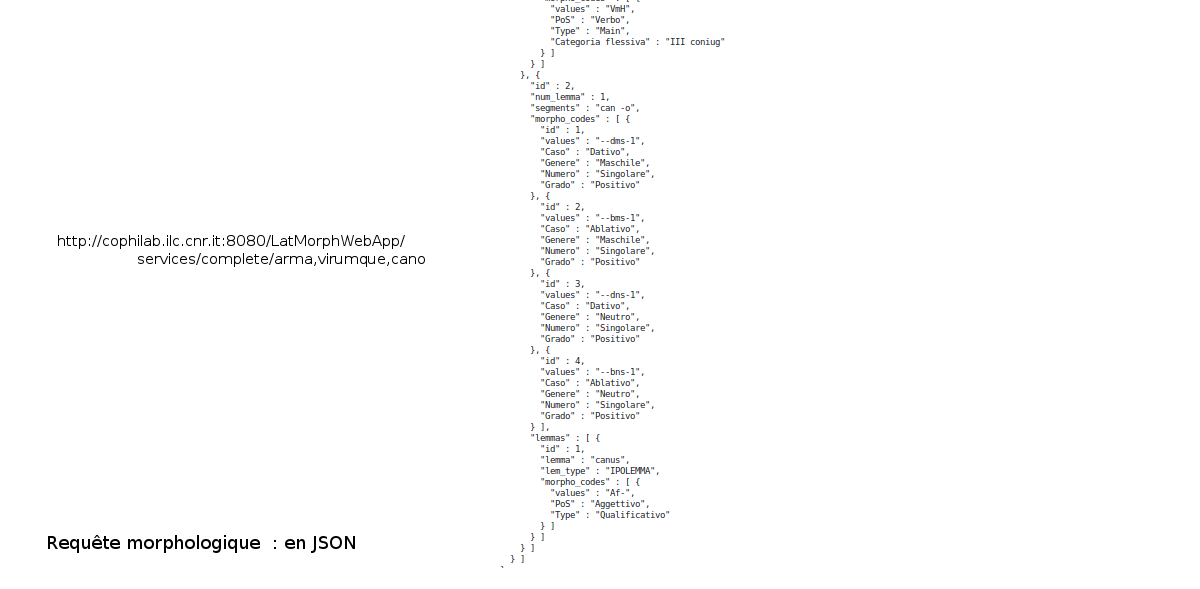 http://cophilab.ilc.cnr.it:8080/LatMorphWebApp/
services/complete/arma,virumque,cano
Requête morphologique  : en JSON
"morpho_codes" : [ {
"values" : "VmH",
"PoS" : "Verbo",
"Type" : "Main",
"Categoria flessiva" : "III coniug"
} ]
} ]
}, {
"id" : 2,
"num_lemma" : 1,
"segments" : "can -o",
"morpho_codes" : [ {
"id" : 1,
"values" : "--dms-1",
"Caso" : "Dativo",
"Genere" : "Maschile",
"Numero" : "Singolare",
"Grado" : "Positivo"
}, {
"id" : 2,
"values" : "--bms-1",
"Caso" : "Ablativo",
"Genere" : "Maschile",
"Numero" : "Singolare",
"Grado" : "Positivo"
}, {
"id" : 3,
"values" : "--dns-1",
"Caso" : "Dativo",
"Genere" : "Neutro",
"Numero" : "Singolare",
"Grado" : "Positivo"
}, {
"id" : 4,
"values" : "--bns-1",
"Caso" : "Ablativo",
"Genere" : "Neutro",
"Numero" : "Singolare",
"Grado" : "Positivo"
} ],
"lemmas" : [ {
"id" : 1,
"lemma" : "canus",
"lem_type" : "IPOLEMMA",
"morpho_codes" : [ {
"values" : "Af-",
"PoS" : "Aggettivo",
"Type" : "Qualificativo"
} ]
} ]
} ]
} ]